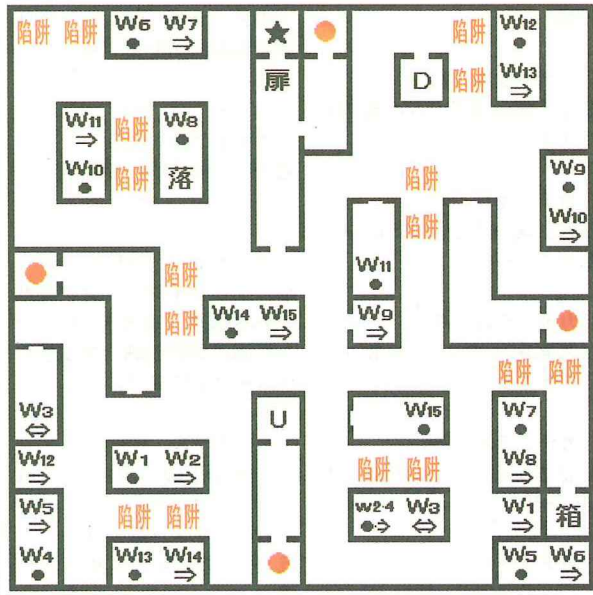 陷阱 陷阱 W6 W7 ★ 陷阱 W12
● ⇒ ●
扉 D 陷阱 W13
⇒
W11 陷阱 W8
⇒ ●
W10 陷阱 落 陷阱 W9
● ●
陷阱 W10
⇒
陷阱 W11
●
陷阱 W14 W15 W9
● ⇒ ⇒
陷阱 陷阱
W3 U W15 W7
⇔ ● ●
W12 W1 W2 陷阱 陷阱 W8
⇒ ● ⇒ ⇒
W5 陷阱 陷阱 W2·4 W3 W1 箱
⇒ ●⇒ ⇔ ⇒
W4 W13 W14 W5 W6
● ● ⇒ ● ⇒